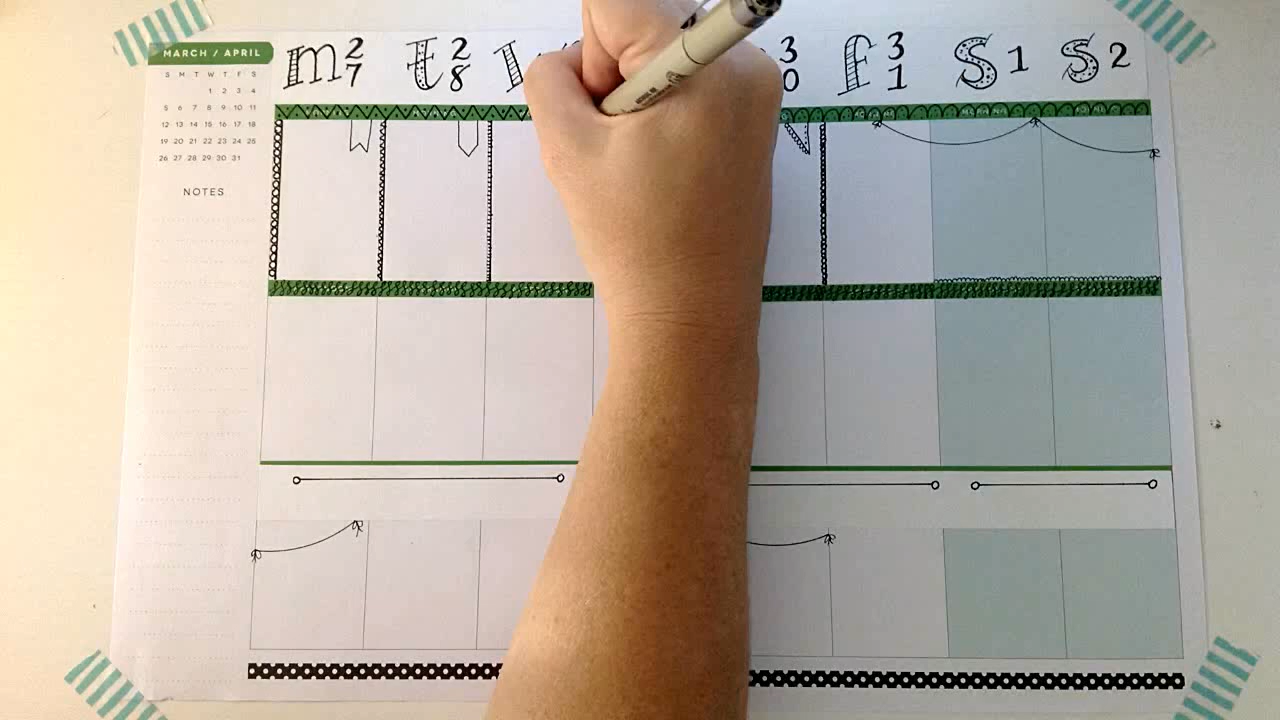 MARCH / APRIL
S M T W T F S
1 2 3 4
5 6 7 8 9 10 11
12 13 14 15 16 17 18
19 20 21 22 23 24 25
26 27 28 29 30 31
NOTES
m 27 t 28 30 f 31 S 1 S 2